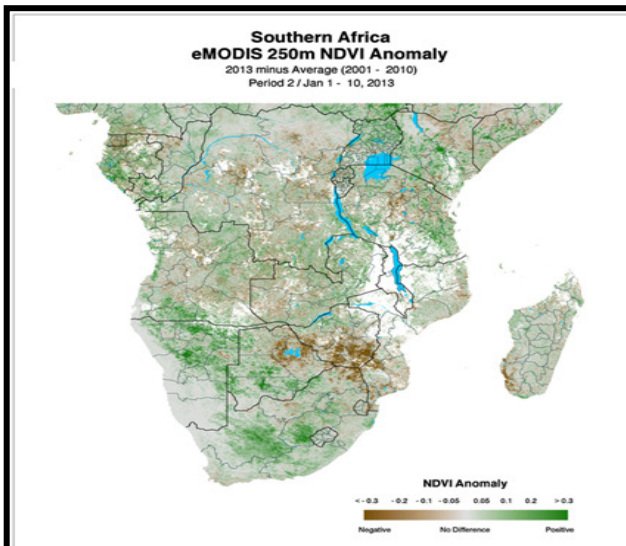 Southern Africa
eMODIS 250m NDVI Anomaly
2013 minus Average (2001 - 2010)
Period 2 / Jan 1 - 10, 2013
NDVI Anomaly
< - 0.3 - 0.2 - 0.1 - 0.05 0.05 0.1 0.2 > 0.3
Negative No Difference Positive